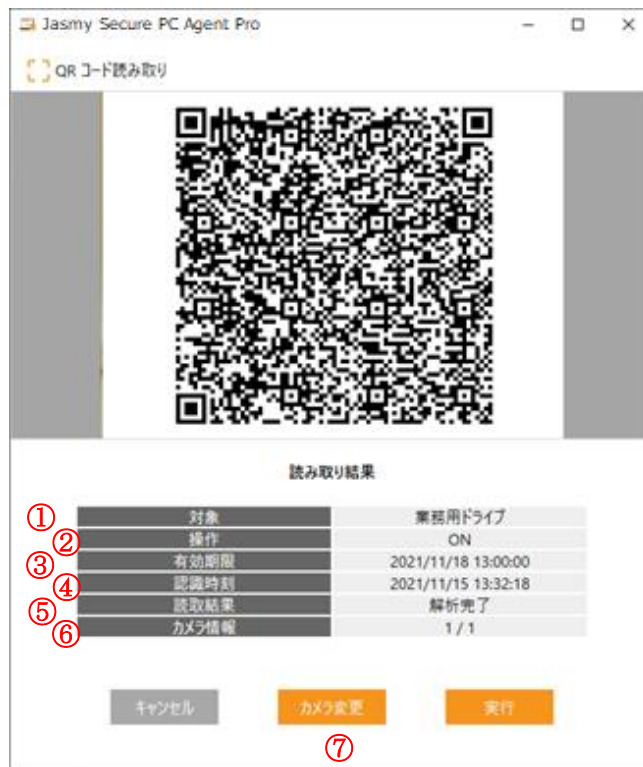 Jasmy Secure PC Agent Pro
QR コード読み取り
読み取り結果
① 対象 業務用ドライブ
② 操作 ON
③ 有効期限 2021/11/18 13:00:00
④ 認識時刻 2021/11/15 13:32:18
⑤ 読取結果 解析完了
⑥ カメラ情報 1 / 1
キャンセル カメラ変更 実行
⑦